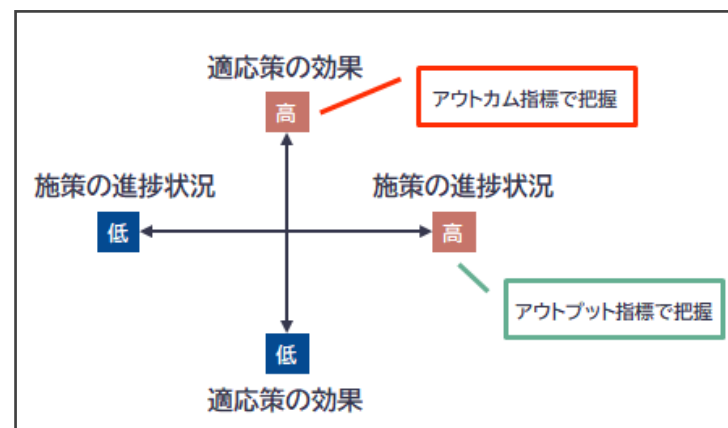 適応策の効果
高
アウトカム指標で把握
施策の進捗状況
低
施策の進捗状況
高
アウトプット指標で把握
低
適応策の効果